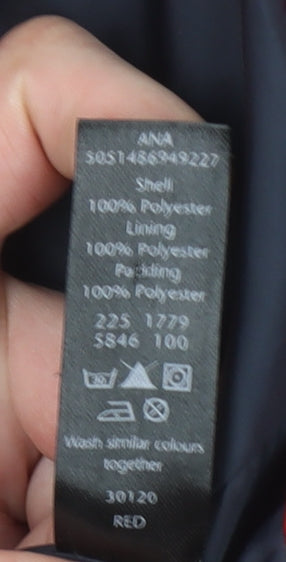 ANA
5051486949227
Shell
100% Polyester
Lining
100% Polyester
Padding
100% Polyester
225 1779
5846 100
30
Wash similar colours
together
30120
RED